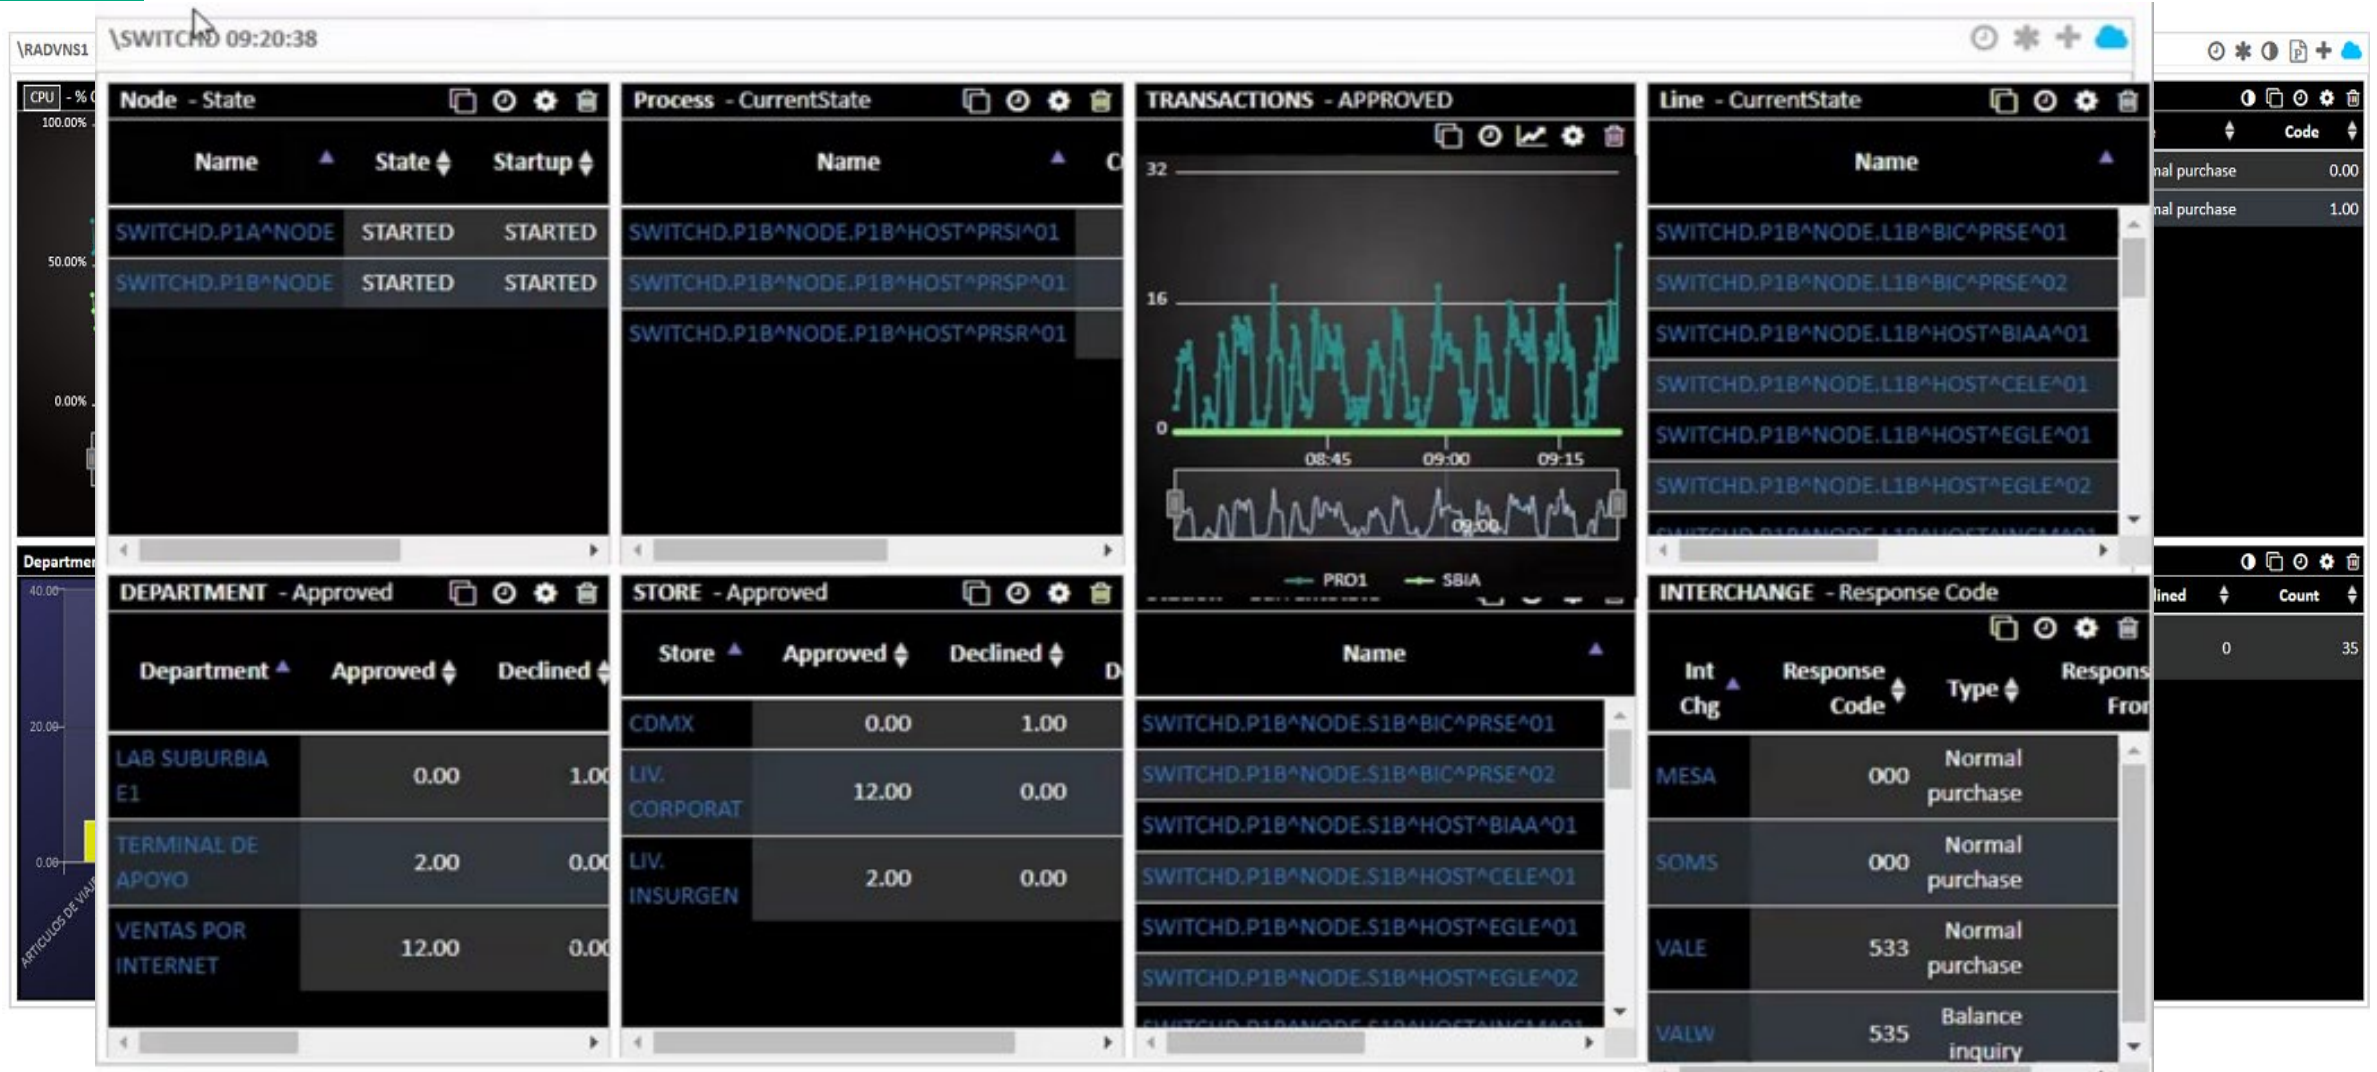 \RADVNS1
CPU - % C
100.00%
50.00%
0.00%
40.00
20.00
0.00
ARTICULOS DE VIAJE
\SWITCHD 09:20:38
Node - State
Name State Startup
SWITCHD.P1A^NODE STARTED STARTED
SWITCHD.P1B^NODE STARTED STARTED
Process - CurrentState
Name
SWITCHD.P1B^NODE.P1B^HOST^PRSI^01
SWITCHD.P1B^NODE.P1B^HOST^PRSP^01
SWITCHD.P1B^NODE.P1B^HOST^PRSR^01
TRANSACTIONS - APPROVED
32
16
0
08:45 09:00 09:15
09:00
PRO1 SBIA
Line - CurrentState
Name
SWITCHD.P1B^NODE.L1B^BIC^PRSE^01
SWITCHD.P1B^NODE.L1B^BIC^PRSE^02
SWITCHD.P1B^NODE.L1B^HOST^BIAA^01
SWITCHD.P1B^NODE.L1B^HOST^CELE^01
SWITCHD.P1B^NODE.L1B^HOST^EGLE^01
SWITCHD.P1B^NODE.L1B^HOST^EGLE^02
DEPARTMENT - Approved
Department Approved Declined
LAB SUBURBIA
E1 0.00 1.00
TERMINAL DE
APOYO 2.00 0.00
VENTAS POR
INTERNET 12.00 0.00
STORE - Approved
Store Approved Declined
CDMX 0.00 1.00
LIV.
CORPORAT 12.00 0.00
LIV.
INSURGEN 2.00 0.00
Name
SWITCHD.P1B^NODE.S1B^BIC^PRSE^01
SWITCHD.P1B^NODE.S1B^BIC^PRSE^02
SWITCHD.P1B^NODE.S1B^HOST^BIAA^01
SWITCHD.P1B^NODE.S1B^HOST^CELE^01
SWITCHD.P1B^NODE.S1B^HOST^EGLE^01
SWITCHD.P1B^NODE.S1B^HOST^EGLE^02
INTERCHANGE - Response Code
Int Response Type Respons
Chg Code
MESA 000 Normal
purchase
SOMS 000 Normal
purchase
VALE 533 Normal
purchase
VALW 535 Balance
inquiry
Code
mal purchase 0.00
mal purchase 1.00
lined Count
0 35